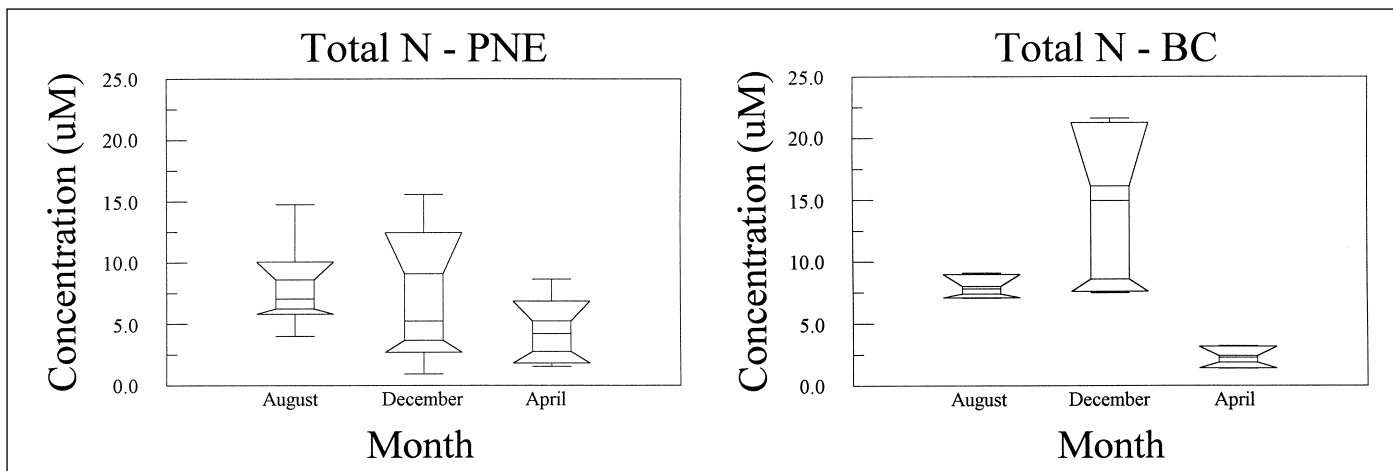 Total N - PNE
Concentration (uM)
25.0
20.0
15.0
10.0
5.0
0.0
August December April
Month
Total N - BC
Concentration (uM)
25.0
20.0
15.0
10.0
5.0
0.0
August December April
Month